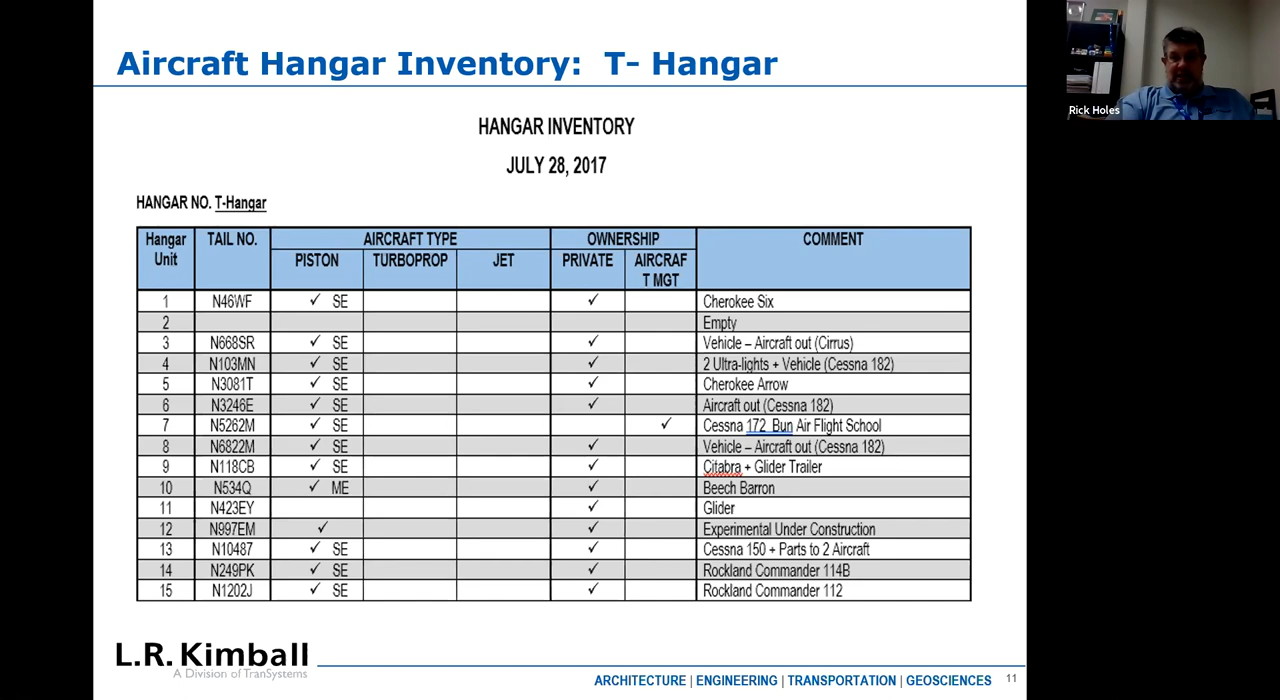 Aircraft Hangar Inventory: T- Hangar
Rick Holes
HANGAR INVENTORY
JULY 28, 2017
HANGAR NO. T-Hangar
Hangar Unit TAIL NO. AIRCRAFT TYPE OWNERSHIP COMMENT
PISTON TURBOPROP JET PRIVATE AIRCRAF T MGT
1 N46WF ✓ SE ✓ Cherokee Six
2 Empty
3 N668SR ✓ SE ✓ Vehicle – Aircraft out (Cirrus)
4 N103MN ✓ SE ✓ 2 Ultra-lights + Vehicle (Cessna 182)
5 N3081T ✓ SE ✓ Cherokee Arrow
6 N3246E ✓ SE ✓ Aircraft out (Cessna 182)
7 N5262M ✓ SE ✓ Cessna 172 Bun Air Flight School
8 N6822M ✓ SE ✓ Vehicle – Aircraft out (Cessna 182)
9 N118CB ✓ SE ✓ Citabra + Glider Trailer
10 N534Q ✓ ME ✓ Beech Barron
11 N423EY ✓ Glider
12 N997EM ✓ ✓ Experimental Under Construction
13 N10487 ✓ SE ✓ Cessna 150 + Parts to 2 Aircraft
14 N249PK ✓ SE ✓ Rockland Commander 114B
15 N1202J ✓ SE ✓ Rockland Commander 112
L.R. Kimball
A Division of TranSystems
ARCHITECTURE | ENGINEERING | TRANSPORTATION | GEOSCIENCES 11